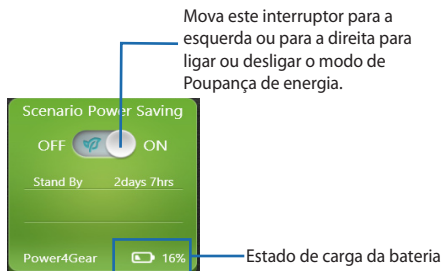 Mova este interruptor para a
esquerda ou para a direita para
ligar ou desligar o modo de
Poupança de energia.
Scenario Power Saving
OFF ON
Stand By 2days 7hrs
Power4Gear 16%
Estado de carga da bateria